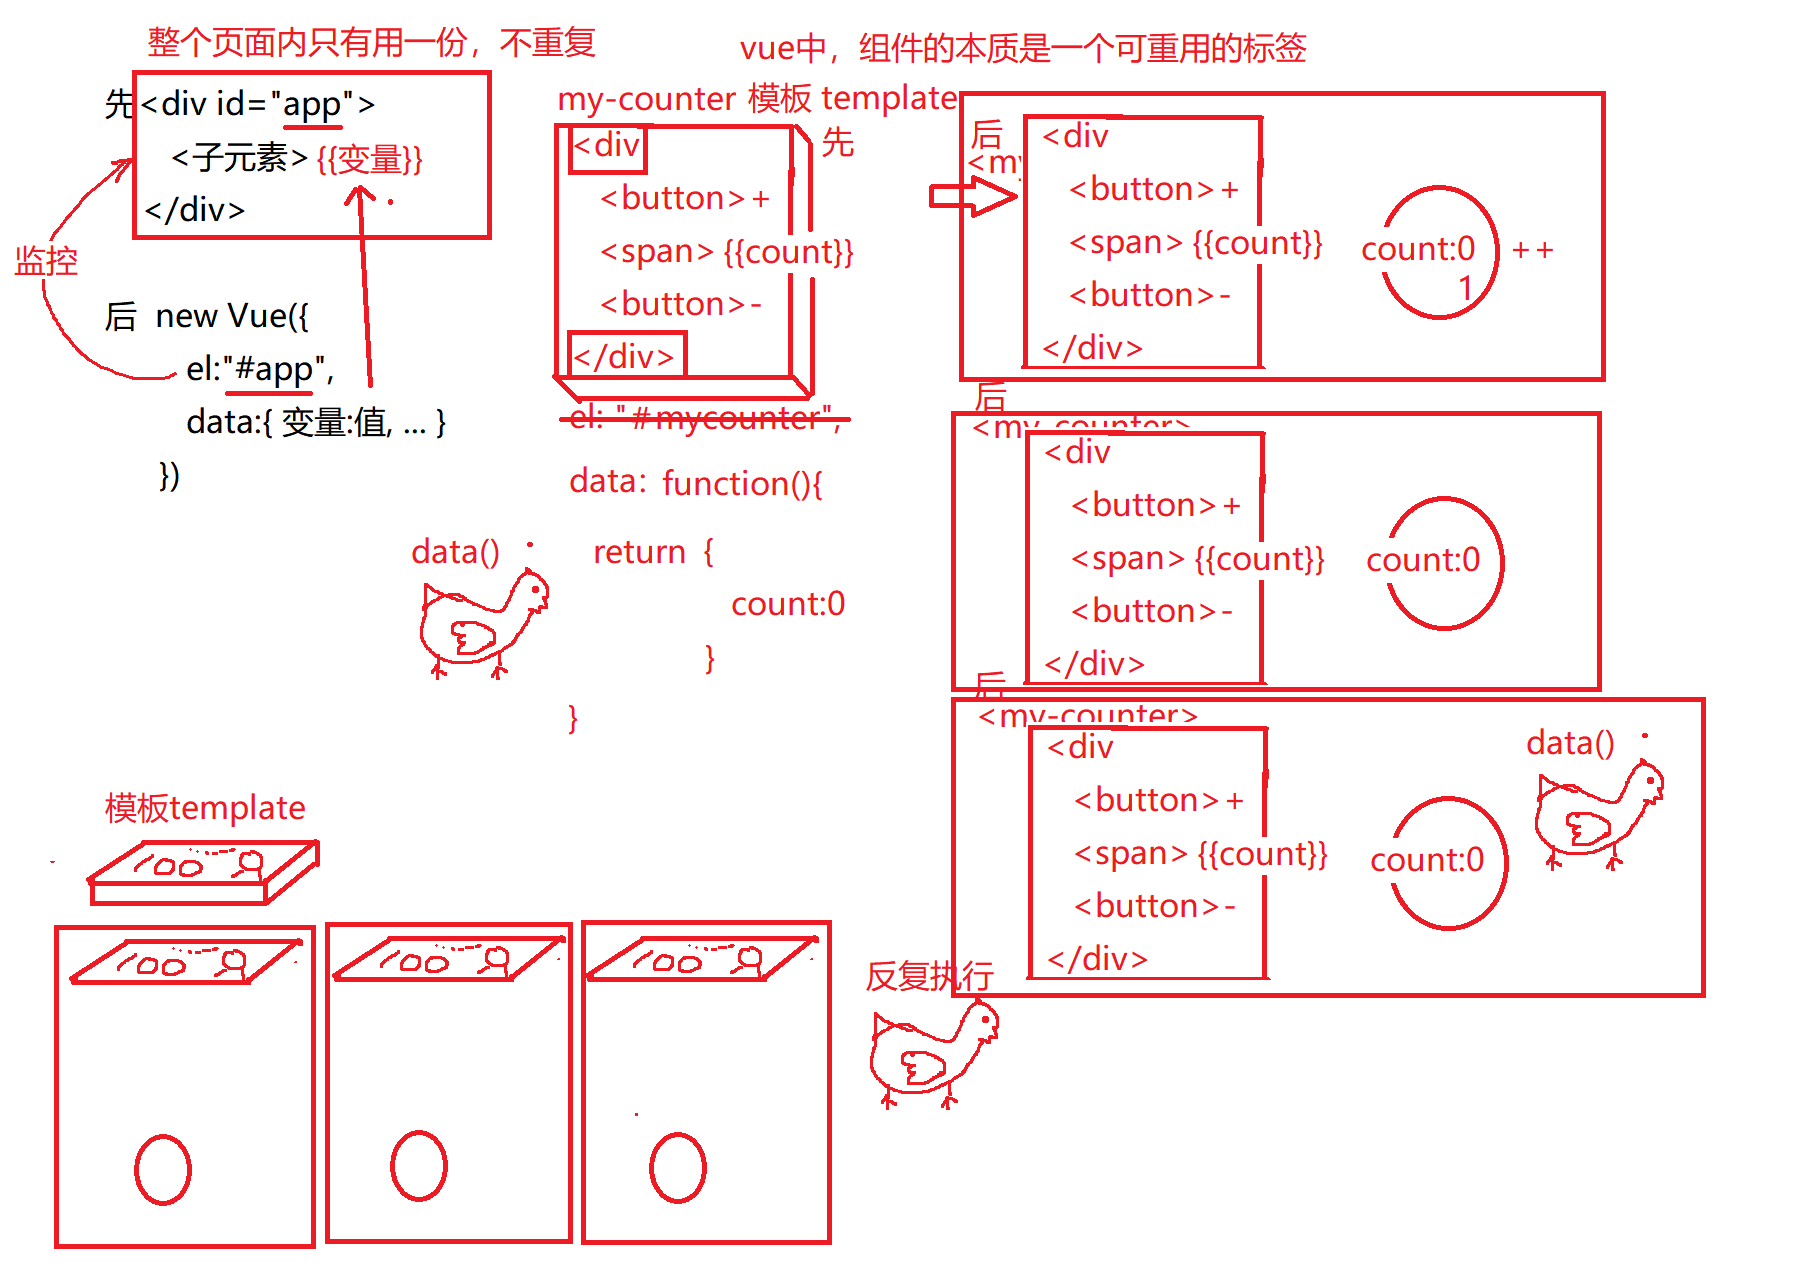 整个页面内只有用一份，不重复
先<div id="app">
<子元素> {{变量}}
</div>
监控
后 new Vue({
el:"#app",
data:{ 变量:值, ... }
})
vue中，组件的本质是一个可重用的标签
my-counter 模板 template
先
<div
<button>+
<span> {{count}}
<button>-
</div>
el: "#mycounter",
data: function(){
return {
count:0
}
}
data()
后
<my
<div
<button>+
<span> {{count}}
<button>-
</div>
count:0 ++
1
后
<my-counter>
<div
<button>+
<span> {{count}}
<button>-
</div>
count:0
后
<my-counter>
<div
<button>+
<span> {{count}}
<button>-
</div>
count:0
data()
反复执行
模板template